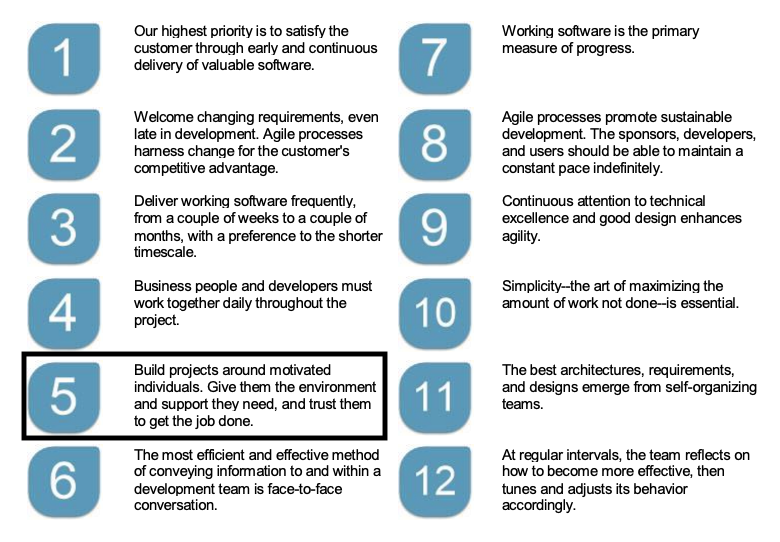 1
Our highest priority is to satisfy the
customer through early and continuous
delivery of valuable software.
2
Welcome changing requirements, even
late in development. Agile processes
harness change for the customer's
competitive advantage.
3
Deliver working software frequently,
from a couple of weeks to a couple of
months, with a preference to the shorter
timescale.
4
Business people and developers must
work together daily throughout the
project.
5
Build projects around motivated
individuals. Give them the environment
and support they need, and trust them
to get the job done.
6
The most efficient and effective method
of conveying information to and within a
development team is face-to-face
conversation.
7
Working software is the primary
measure of progress.
8
Agile processes promote sustainable
development. The sponsors, developers,
and users should be able to maintain a
constant pace indefinitely.
9
Continuous attention to technical
excellence and good design enhances
agility.
10
Simplicity--the art of maximizing the
amount of work not done--is essential.
11
The best architectures, requirements,
and designs emerge from self-organizing
teams.
12
At regular intervals, the team reflects on
how to become more effective, then
tunes and adjusts its behavior
accordingly.